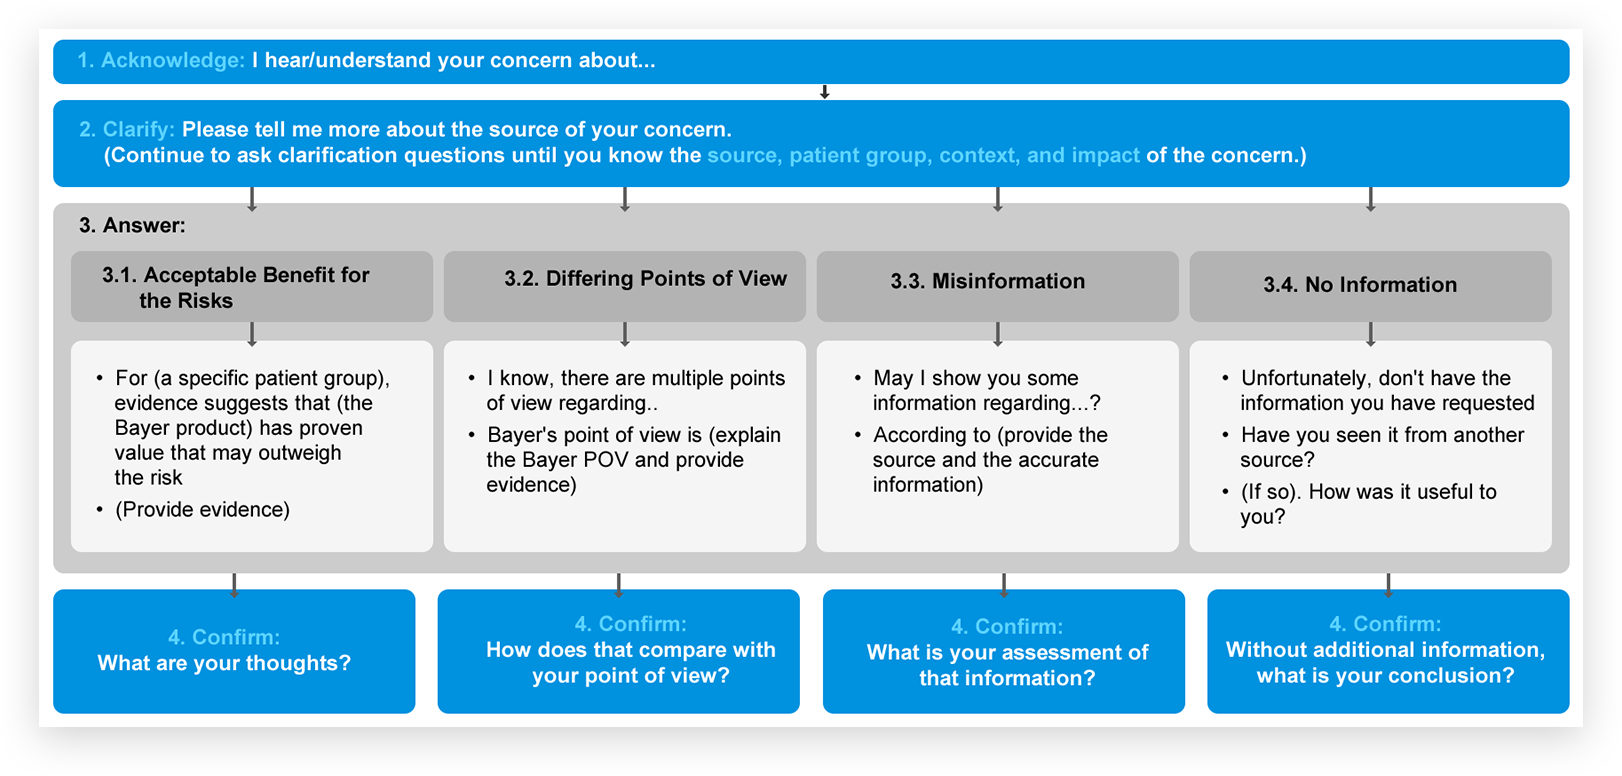 1. Acknowledge: I hear/understand your concern about...
2. Clarify: Please tell me more about the source of your concern.
(Continue to ask clarification questions until you know the source, patient group, context, and impact of the concern.)
3. Answer:
3.1. Acceptable Benefit for
the Risks
• For (a specific patient group),
evidence suggests that (the
Bayer product) has proven
value that may outweigh
the risk
• (Provide evidence)
3.2. Differing Points of View
• I know, there are multiple points
of view regarding..
• Bayer's point of view is (explain
the Bayer POV and provide
evidence)
3.3. Misinformation
• May I show you some
information regarding...?
• According to (provide the
source and the accurate
information)
3.4. No Information
• Unfortunately, don't have the
information you have requested
• Have you seen it from another
source?
• (If so). How was it useful to
you?
4. Confirm:
What are your thoughts?
4. Confirm:
How does that compare with
your point of view?
4. Confirm:
What is your assessment of
that information?
4. Confirm:
Without additional information,
what is your conclusion?